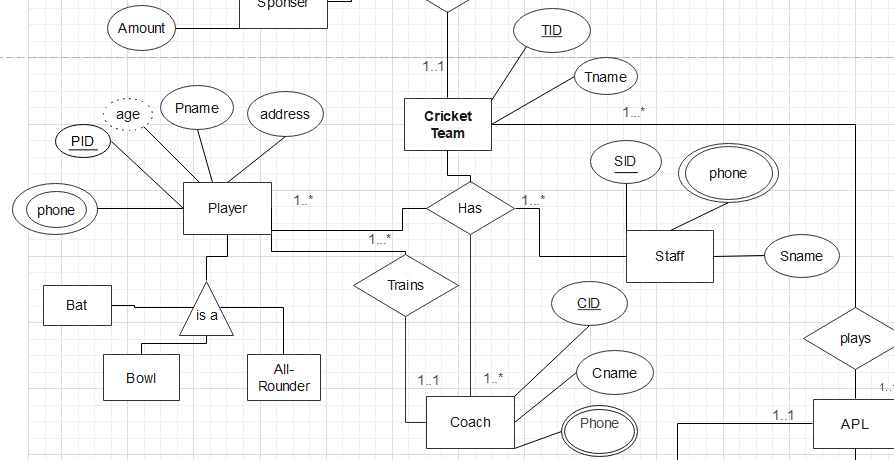 Sponser
Amount
TID
1..1
Tname
age
Pname
address
Cricket
Team
1...*
PID
SID
phone
phone
Player
1..*
Has
1...*
1...*
Staff
Sname
Trains
CID
Bat
is a
plays
Bowl
All-
Rounder
1..1
1..*
Cname
1..
Coach
Phone
1..1
APL